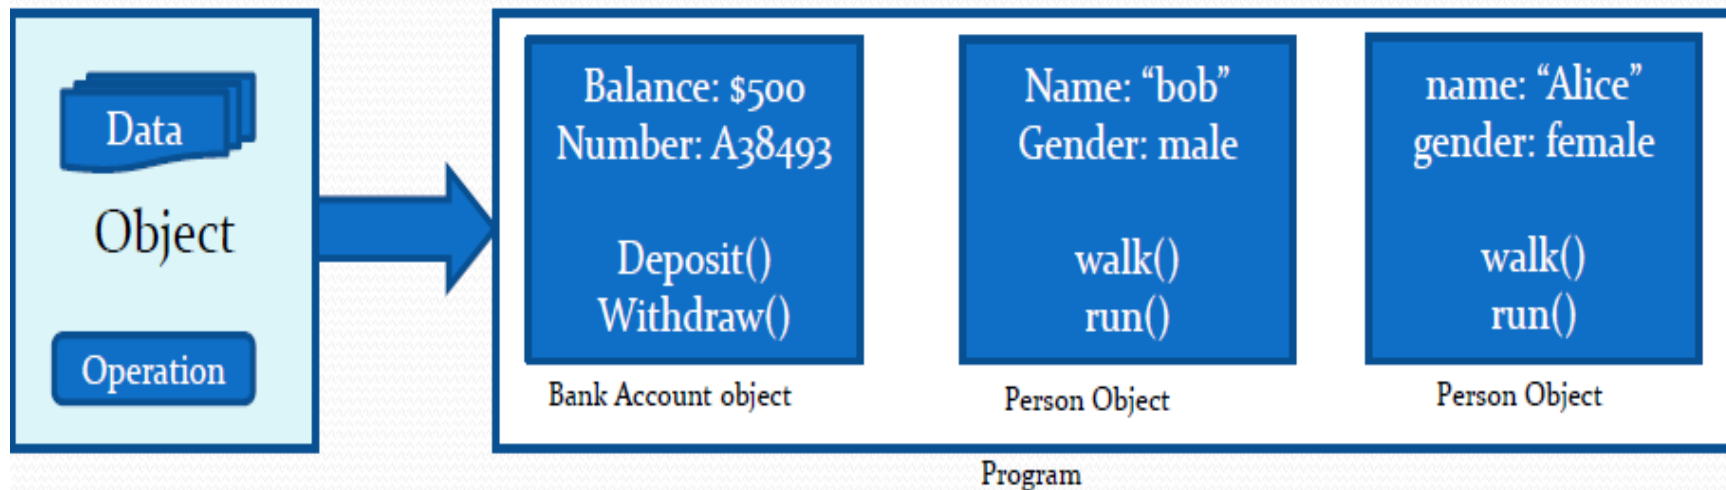 Data
Object
Operation
Balance: $500
Number: A38493
Deposit()
Withdraw()
Bank Account object
Name: “bob”
Gender: male
walk()
run()
Person Object
name: “Alice”
gender: female
walk()
run()
Person Object
Program